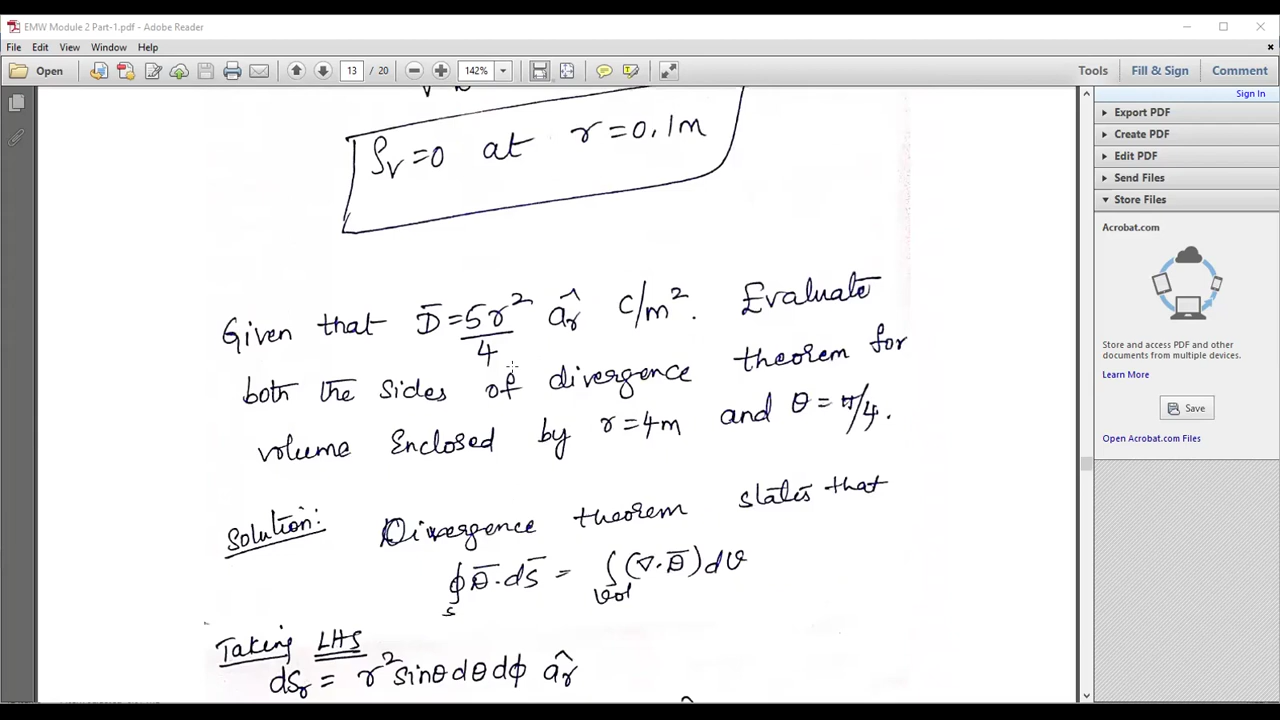 EMW Module 2 Part-1.pdf - Adobe Reader
File Edit View Window Help
Open 13 / 20 142% Tools Fill & Sign Comment
Sign In
Export PDF
Create PDF
Edit PDF
Send Files
Store Files
Acrobat.com
Store and access PDF and other
documents from multiple devices.
Learn More
Save
Open Acrobat.com Files
ρv = 0 at r = 0.1m
Given that D̄ = 5r²/4 âr C/m². Evaluate
both the sides of divergence theorem for
volume Enclosed by r = 4m and θ = π/4.
Solution: Divergence theorem states that
∮s D̄ · ds̄ = ∫vol (∇ · D̄) dv
Taking LHS
dSr = r² sinθ dθ dϕ âr